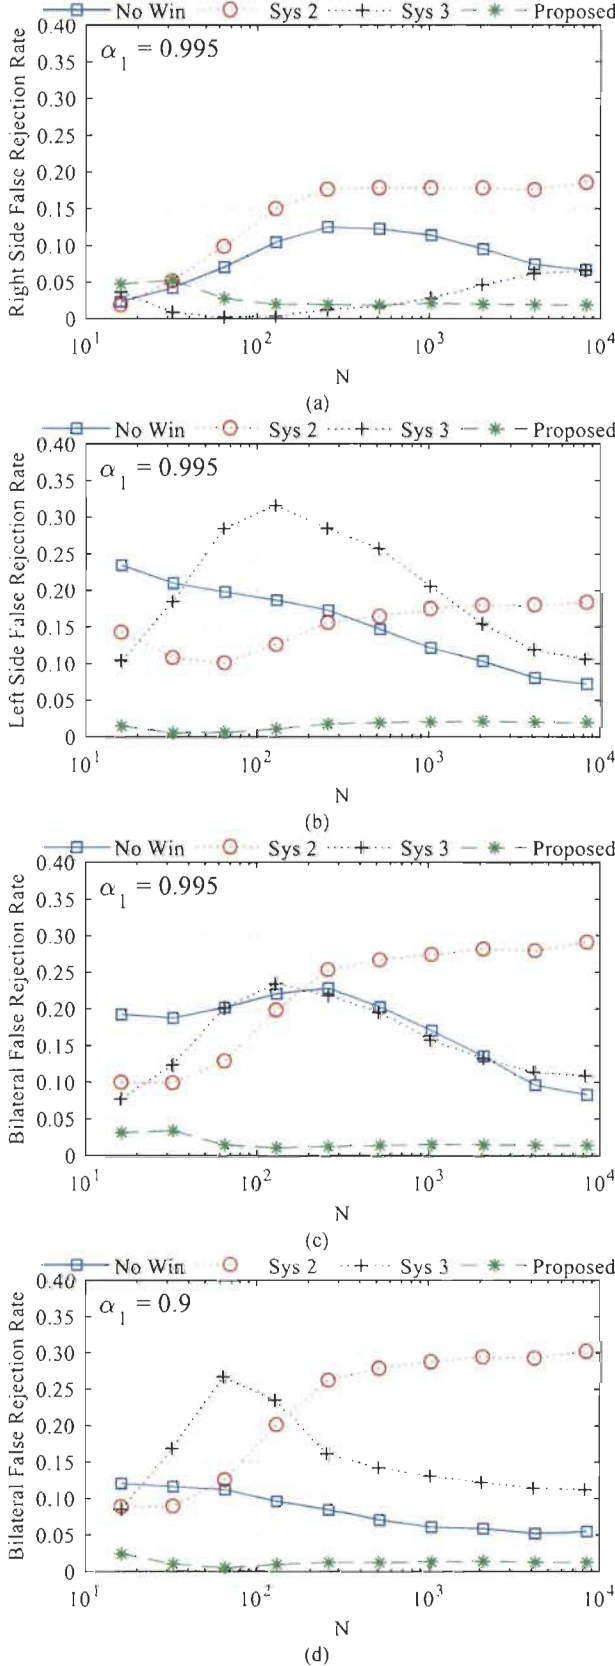 No Win Sys 2 Sys 3 Proposed
α1 = 0.995
Right Side False Rejection Rate
0.40
0.35
0.30
0.25
0.20
0.15
0.10
0.05
0
10^1 10^2 10^3 10^4
N
(a)
No Win Sys 2 Sys 3 Proposed
α1 = 0.995
Left Side False Rejection Rate
0.40
0.35
0.30
0.25
0.20
0.15
0.10
0.05
0
10^1 10^2 10^3 10^4
N
(b)
No Win Sys 2 Sys 3 Proposed
α1 = 0.995
Bilateral False Rejection Rate
0.40
0.35
0.30
0.25
0.20
0.15
0.10
0.05
0
10^1 10^2 10^3 10^4
N
(c)
No Win Sys 2 Sys 3 Proposed
α1 = 0.9
Bilateral False Rejection Rate
0.40
0.35
0.30
0.25
0.20
0.15
0.10
0.05
0
10^1 10^2 10^3 10^4
N
(d)